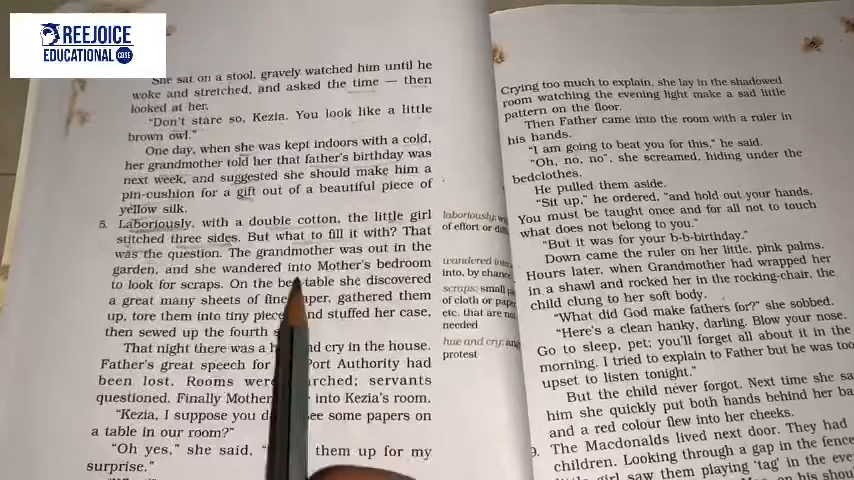 REEJOICE
EDUCATIONAL CBSE
She sat on a stool, gravely watched him until he
woke and stretched, and asked the time — then
looked at her.
"Don't stare so, Kezia. You look like a little
brown owl."
One day, when she was kept indoors with a cold,
her grandmother told her that father's birthday was
next week, and suggested she should make him a
pin-cushion for a gift out of a beautiful piece of
yellow silk.
5. Laboriously, with a double cotton, the little girl
stitched three sides. But what to fill it with? That
was the question. The grandmother was out in the
garden, and she wandered into Mother's bedroom
to look for scraps. On the discovered
a great many sheets of gathered them
up, tore them into tiny and stuffed her case,
then sewed up the fourth
That night there was a and cry in the house.
Father's great speech for Port Authority had
been lost. Rooms were servants
questioned. Finally Mother into Kezia's room.
"Kezia, I suppose you see some papers on
a table in our room?"
"Oh yes," she said, them up for my
surprise."
laboriously:
of effort or
wandered into:
into, by chance
scraps: small
of cloth or paper
etc. that are not
needed
hue and cry:
protest
Crying too much to explain, she lay in the shadowed
room watching the evening light make a sad little
pattern on the floor.
Then Father came into the room with a ruler in
his hands.
"I am going to beat you for this," he said.
"Oh, no, no", she screamed, hiding under the
bedclothes.
He pulled them aside.
"Sit up," he ordered, "and hold out your hands.
You must be taught once and for all not to touch
what does not belong to you."
"But it was for your b-b-birthday."
Down came the ruler on her little, pink palms.
Hours later, when Grandmother had wrapped her
in a shawl and rocked her in the rocking-chair, the
child clung to her soft body.
"What did God make fathers for?" she sobbed.
"Here's a clean hanky, darling. Blow your nose.
Go to sleep, pet; you'll forget all about it in the
morning. I tried to explain to Father but he was too
upset to listen tonight."
But the child never forgot. Next time she
him she quickly put both hands behind her
and a red colour flew into her cheeks.
9. The Macdonalds lived next door. They had
children. Looking through a gap in the fence
girl saw them playing 'tag' in the
on his